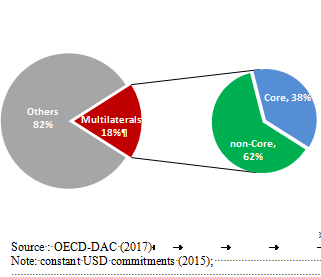 Others
82%
Multilaterals
18%¶
Core, 38%
non-Core,
62%
Source : OECD-DAC (2017)
Note: constant USD commitments (2015);